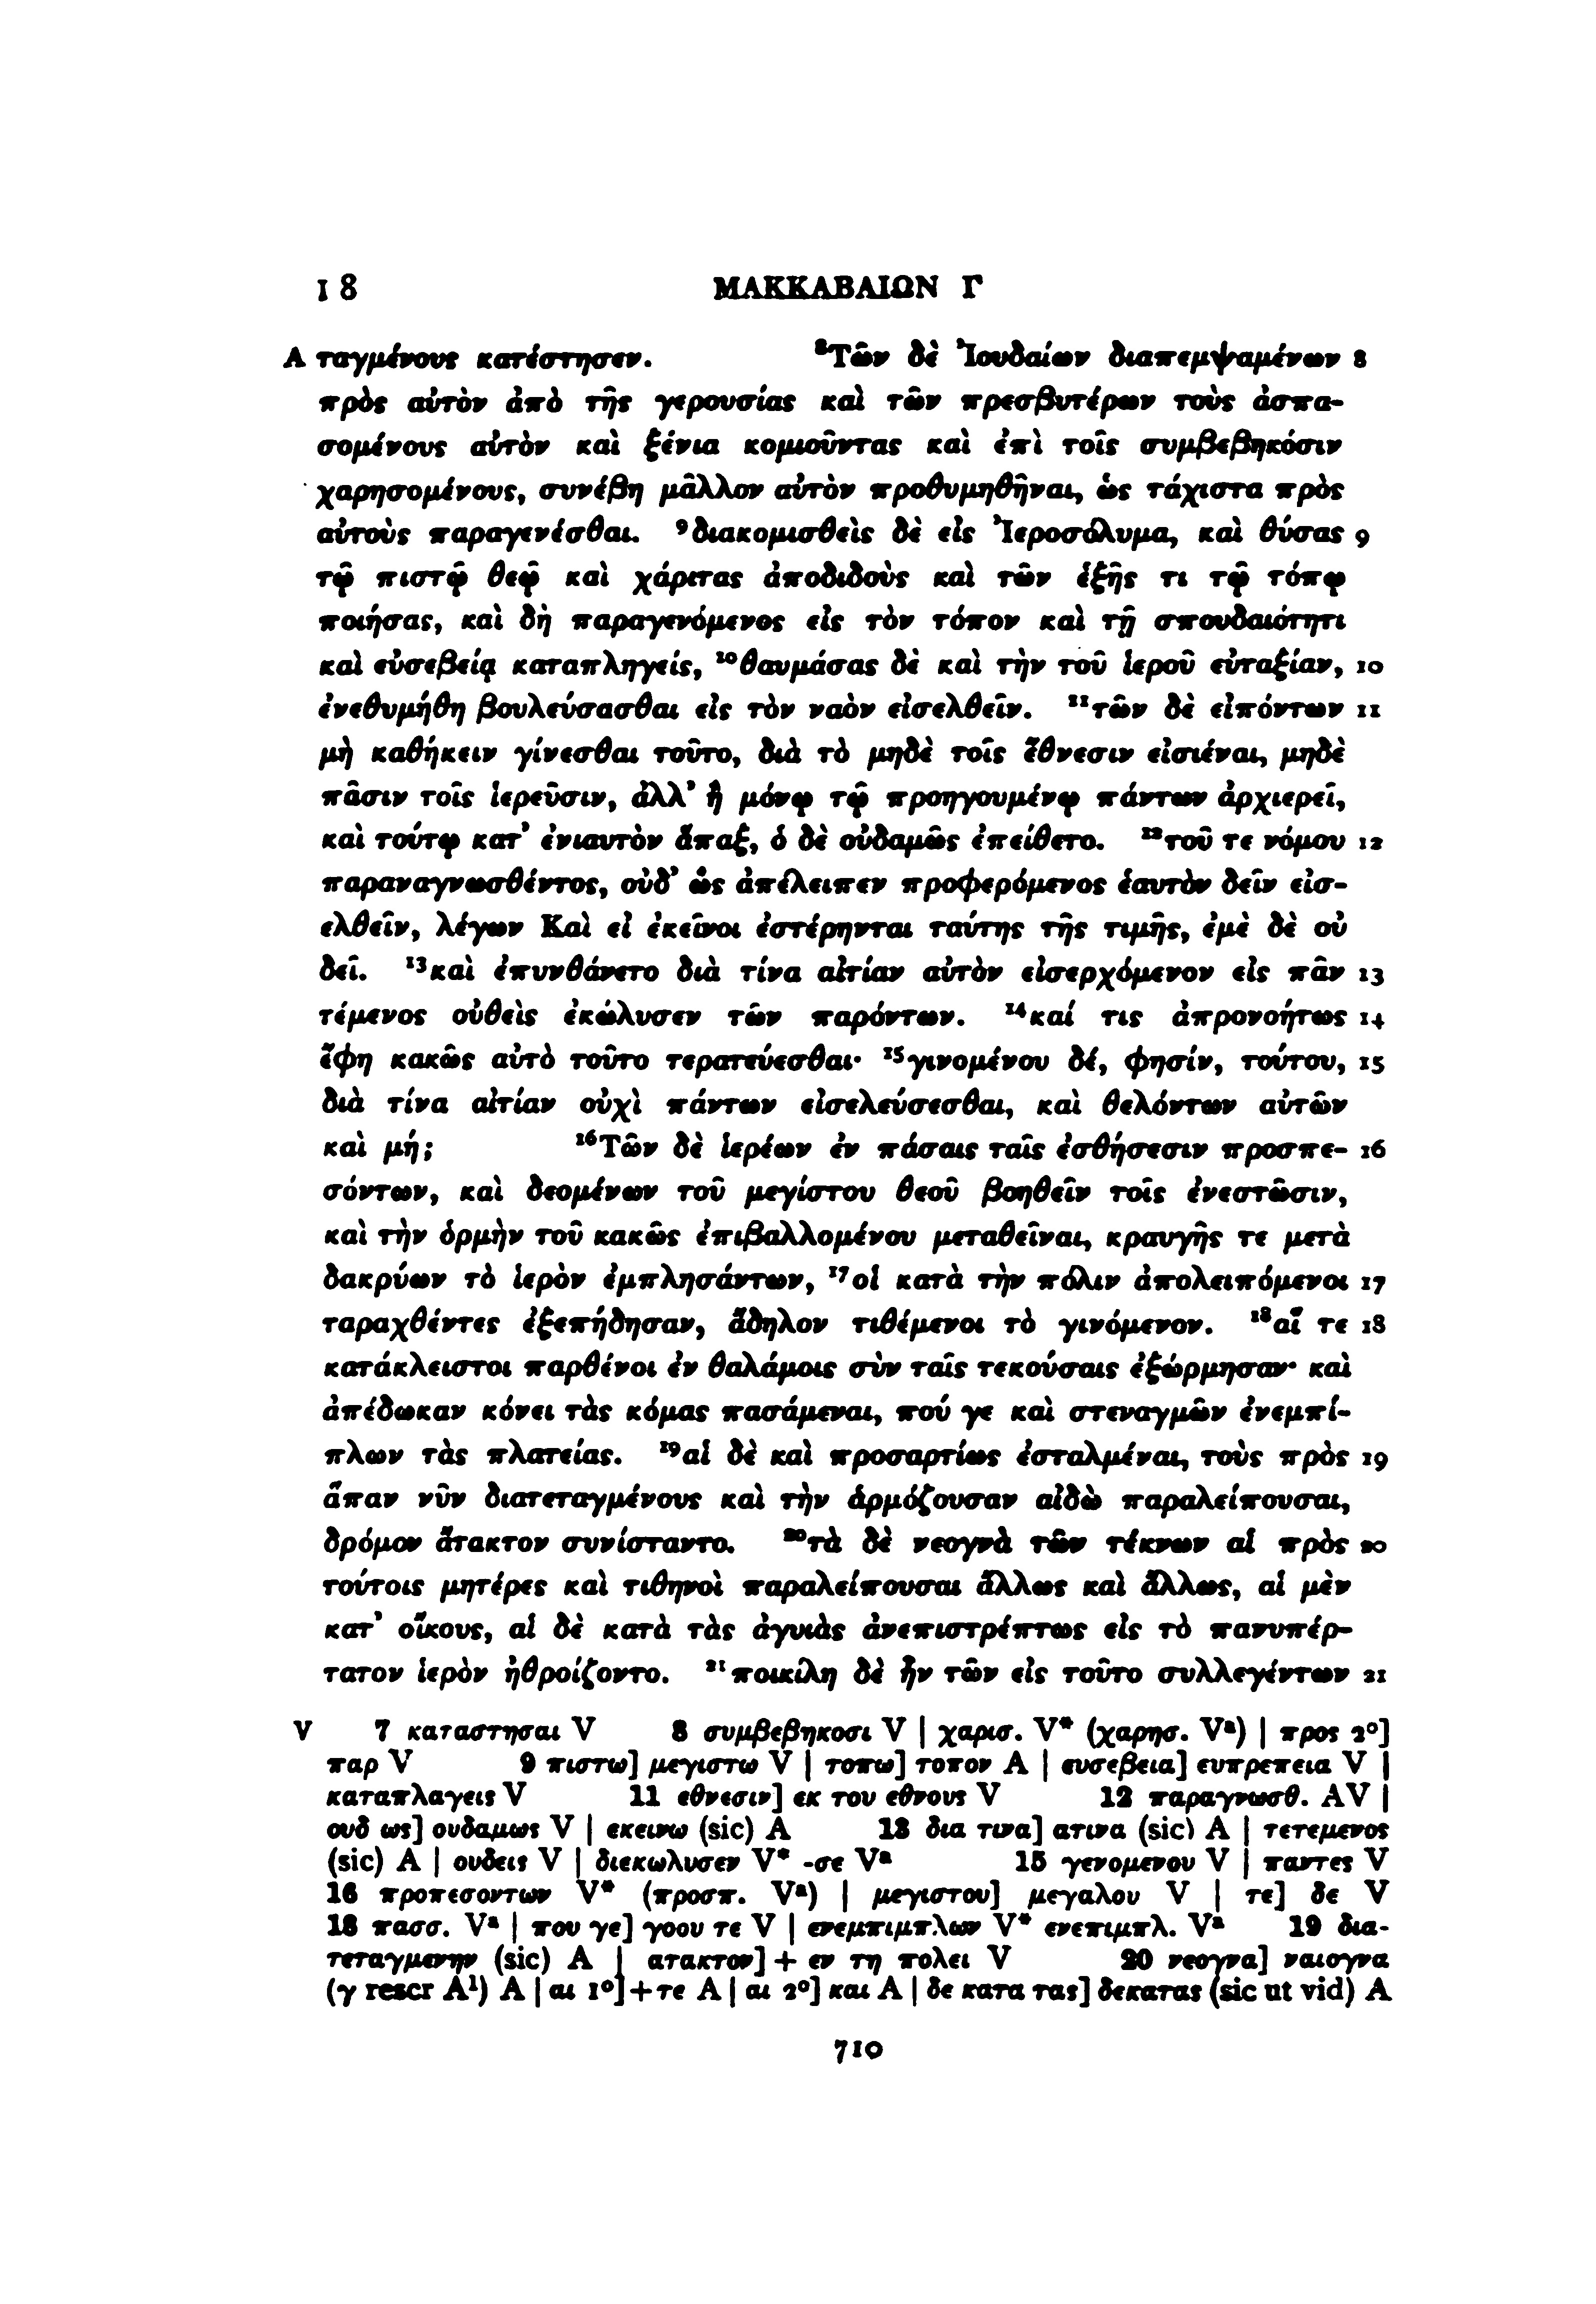 I 8 ΜΑΚΚΑΒΑΙΩΝ Γ
A ταγμένους κατέστησεν. ⁸Τῶν δὲ Ἰουδαίων διαπεμψαμένων 8
πρὸς αὐτὸν ἀπὸ τῆς γερουσίας καὶ τῶν πρεσβυτέρων τοὺς ἀσπα-
σομένους αὐτὸν καὶ ξένια κομιοῦντας καὶ ἐπὶ τοῖς συμβεβηκόσιν
χαρησομένους, συνέβη μᾶλλον αὐτὸν προθυμηθῆναι, ὡς τάχιστα πρὸς
αὐτοὺς παραγενέσθαι. ⁹διακομισθεὶς δὲ εἰς Ἰεροσόλυμα, καὶ θύσας 9
τῷ πιστῷ θεῷ καὶ χάριτας ἀποδιδοὺς καὶ τῶν ἑξῆς τι τῷ τόπῳ
ποιήσας, καὶ δὴ παραγενόμενος εἰς τὸν τόπον καὶ τῇ σπουδαιότητι
καὶ εὐσεβείᾳ καταπληγείς, ¹⁰θαυμάσας δὲ καὶ τὴν τοῦ ἱεροῦ εὐταξίαν, 10
ἐνεθυμήθη βουλεύσασθαι εἰς τὸν ναὸν εἰσελθεῖν. ¹¹τῶν δὲ εἰπόντων 11
μὴ καθήκειν γίνεσθαι τοῦτο, διὰ τὸ μηδὲ τοῖς ἔθνεσιν εἰσιέναι, μηδὲ
πᾶσιν τοῖς ἱερεῦσιν, ἀλλ’ ἢ μόνῳ τῷ προηγουμένῳ πάντων ἀρχιερεῖ,
καὶ τούτῳ κατ’ ἐνιαυτὸν ἅπαξ, ὁ δὲ οὐδαμῶς ἐπείθετο. ¹²τοῦ τε νόμου 12
παραναγνωσθέντος, οὐδ’ ὣς ἀπέλειπεν προφερόμενος ἑαυτὸν δεῖν εἰσ-
ελθεῖν, λέγων Καὶ εἰ ἐκεῖνοι ἐστέρηνται ταύτης τῆς τιμῆς, ἐμὲ δὲ οὐ
δεῖ. ¹³καὶ ἐπυνθάνετο διὰ τίνα αἰτίαν αὐτὸν εἰσερχόμενον εἰς πᾶν 13
τέμενος οὐθεὶς ἐκώλυσεν τῶν παρόντων. ¹⁴καί τις ἀπρονοήτως 14
ἔφη κακῶς αὐτὸ τοῦτο τερατεύεσθαι· ¹⁵γινομένου δέ, φησίν, τούτου, 15
διὰ τίνα αἰτίαν οὐχὶ πάντων εἰσελεύσεσθαι, καὶ θελόντων αὐτῶν
καὶ μή; ¹⁶Τῶν δὲ ἱερέων ἐν πάσαις ταῖς ἐσθήσεσιν προσπε- 16
σόντων, καὶ δεομένων τοῦ μεγίστου θεοῦ βοηθεῖν τοῖς ἐνεστῶσιν,
καὶ τὴν ὁρμὴν τοῦ κακῶς ἐπιβαλλομένου μεταθεῖναι, κραυγῆς τε μετὰ
δακρύων τὸ ἱερὸν ἐμπλησάντων, ¹⁷οἱ κατὰ τὴν πόλιν ἀπολειπόμενοι 17
ταραχθέντες ἐξεπήδησαν, ἄδηλον τιθέμενοι τὸ γινόμενον. ¹⁸αἵ τε 18
κατάκλειστοι παρθένοι ἐν θαλάμοις σὺν ταῖς τεκούσαις ἐξώρμησαν· καὶ
ἀπέδωκαν κόνει τὰς κόμας πασάμεναι, πού γε καὶ στεναγμῶν ἐνεμπί-
πλων τὰς πλατείας. ¹⁹αἱ δὲ καὶ προσαρτίως ἐσταλμέναι, τοὺς πρὸς 19
ἅπαν νῦν διατεταγμένους καὶ τὴν ἁρμόζουσαν αἰδὼ παραλείπουσαι,
δρόμον ἄτακτον συνίσταντο. ²⁰τὰ δὲ νεογνὰ τῶν τέκνων αἱ πρὸς 20
τούτοις μητέρες καὶ τιθηνοὶ παραλείπουσαι ἄλλως καὶ ἄλλως, αἱ μὲν
κατ’ οἴκους, αἱ δὲ κατὰ τὰς ἀγυιὰς ἀνεπιστρέπτως εἰς τὸ πανυπέρ-
τατον ἱερὸν ἠθροίζοντο. ²¹ποικίλη δὲ ἦν τῶν εἰς τοῦτο συλλεγέντων 21
V 7 καταστησαι V 8 συμβεβηκοσι V | χαρισ. V* (χαρησ. Vᵃ) | προς 2°]
παρ V 9 πιστω] μεγιστω V | τοπω] τοπον A | ευσεβεια] ευπρεπεια V |
καταπλαγεις V 11 εθνεσιν] εκ του εθνους V 12 παραγνωσθ. AV |
ουδ ως] ουδαμως V | εκεινω (sic) A 13 δια τινα] ατινα (sic) A | τετεμενος
(sic) A | ουδεις V | διεκωλυσεν V* -σε Vᵃ 15 γενομενου V | παντες V
16 προπεσοντων V* (προσπ. Vᵃ) | μεγιστου] μεγαλου V | τε] δε V
18 πασσ. Vᵃ | που γε] γοου τε V | ενεμπιμπλων V* ενεπιμπλ. Vᵃ 19 δια-
τεταγμενην (sic) A | ατακτον] + εν τη πολει V 20 νεογνα] ναιογνα
(γ rescr A¹) A | αι 1°]+τε A | αι 2°] και A | δε κατα τας] δεκατας (sic ut vid) A
710